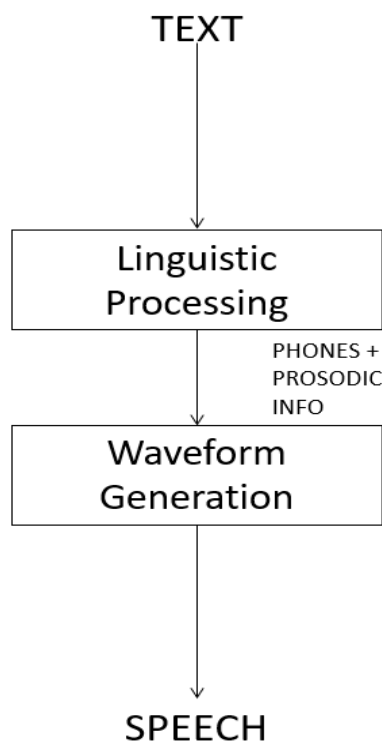 TEXT
Linguistic
Processing
PHONES +
PROSODIC
INFO
Waveform
Generation
SPEECH